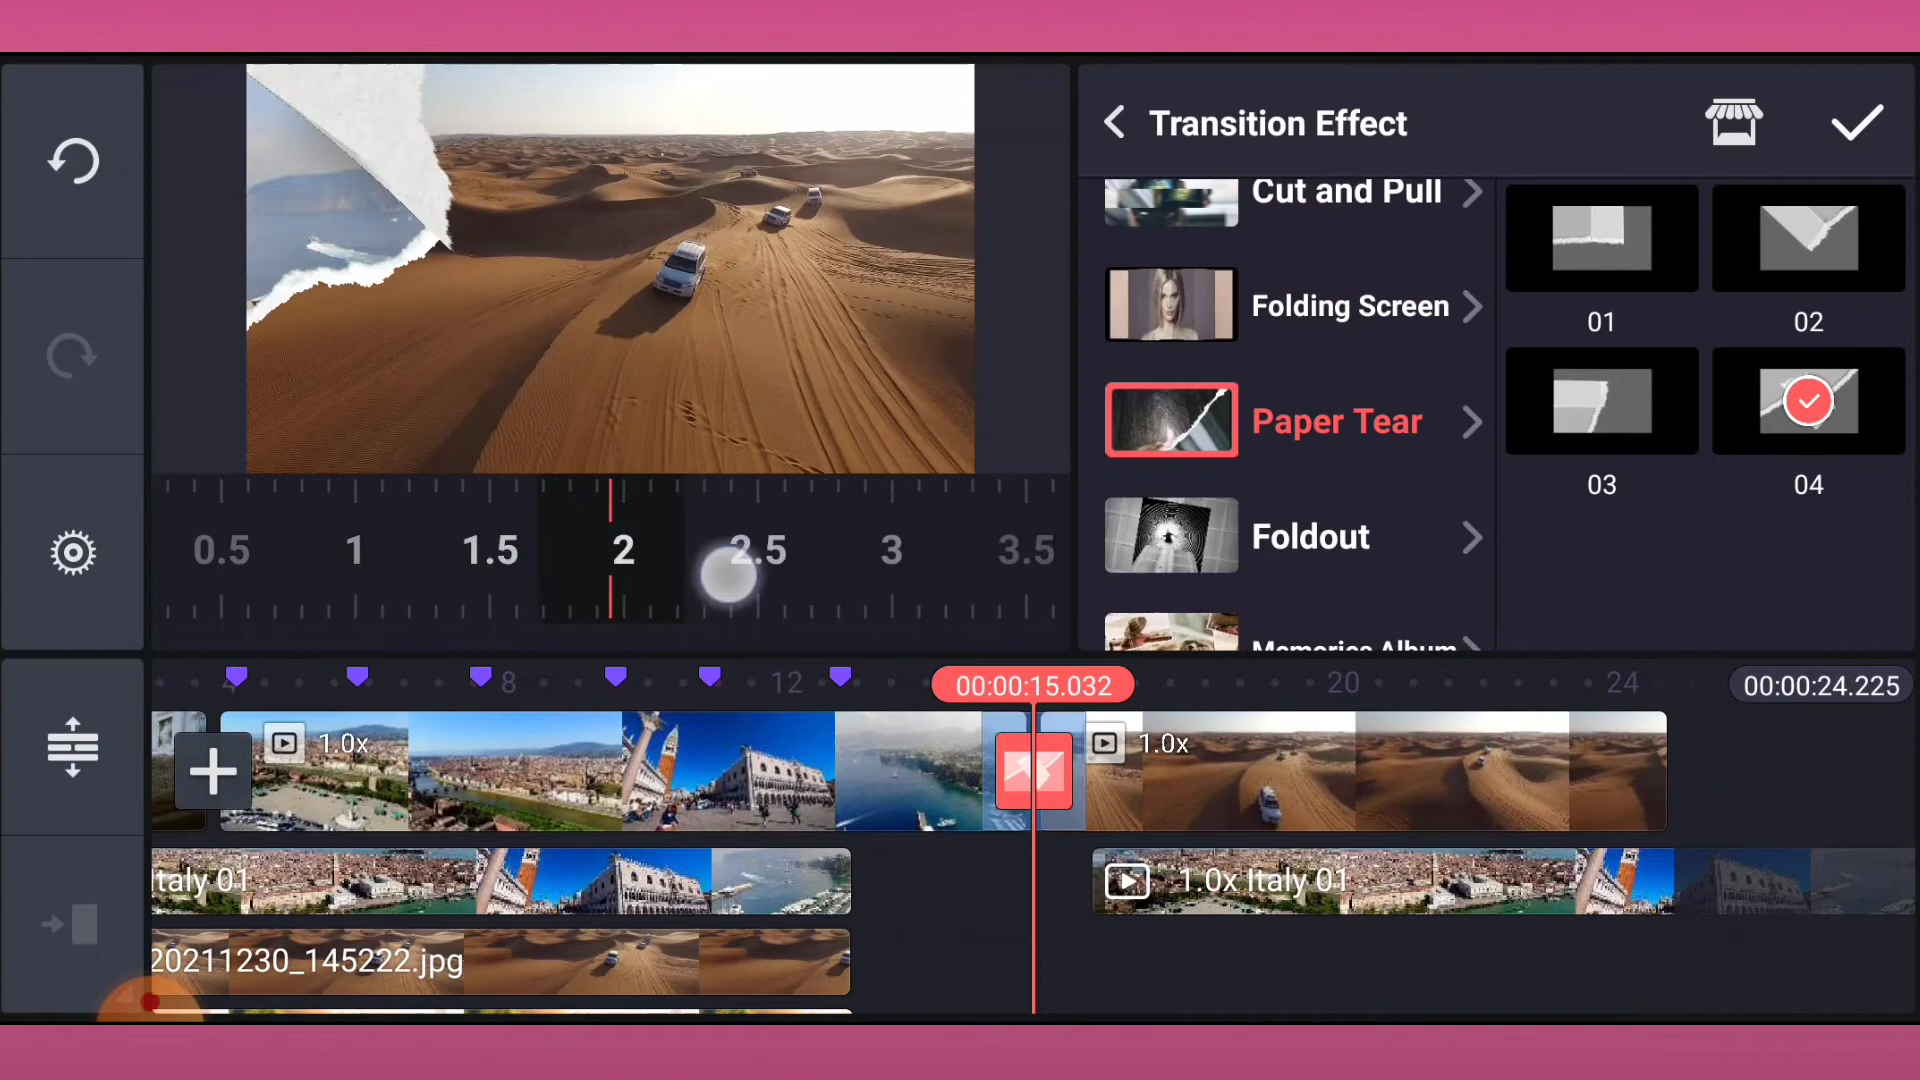 Transition Effect
Cut and Pull
Folding Screen
Paper Tear
Foldout
Memories Album
01
02
03
04
0.5
1
1.5
2
2.5
3
3.5
4
8
12
00:00:15.032
20
24
00:00:24.225
1.0x
1.0x
Italy 01
1.0x Italy 01
20211230_145222.jpg